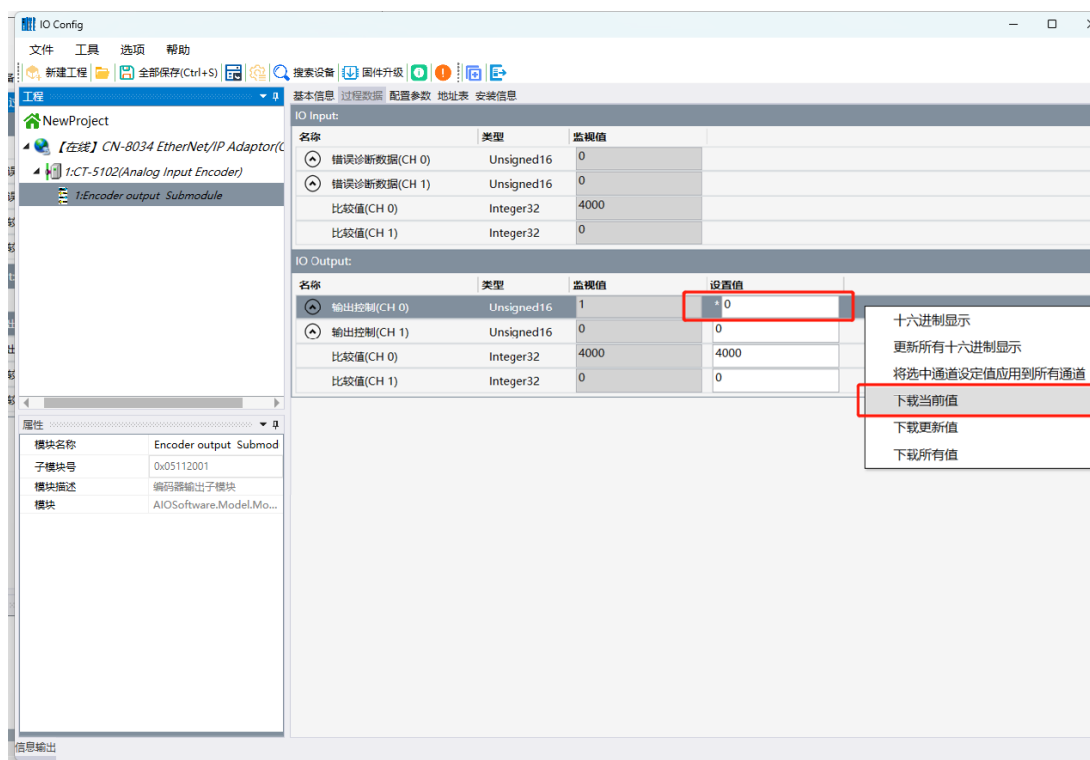 IO Config
文件 工具 选项 帮助
新建工程 全部保存(Ctrl+S) 搜索设备 固件升级
工程
基本信息 过程数据 配置参数 地址表 安装信息
NewProject
【在线】CN-8034 EtherNet/IP Adaptor(C
1:CT-5102(Analog Input Encoder)
1:Encoder output Submodule
IO Input:
名称 类型 监视值
错误诊断数据(CH 0) Unsigned16 0
错误诊断数据(CH 1) Unsigned16 0
比较值(CH 0) Integer32 4000
比较值(CH 1) Integer32 0
IO Output:
名称 类型 监视值 设置值
输出控制(CH 0) Unsigned16 1 * 0
输出控制(CH 1) Unsigned16 0 0
比较值(CH 0) Integer32 4000 4000
比较值(CH 1) Integer32 0 0
十六进制显示
更新所有十六进制显示
将选中通道设定值应用到所有通道
下载当前值
下载更新值
下载所有值
属性
模块名称 Encoder output Submod
子模块号 0x05112001
模块描述 编码器输出子模块
模块 AIOSoftware.Model.Mo...
信息输出